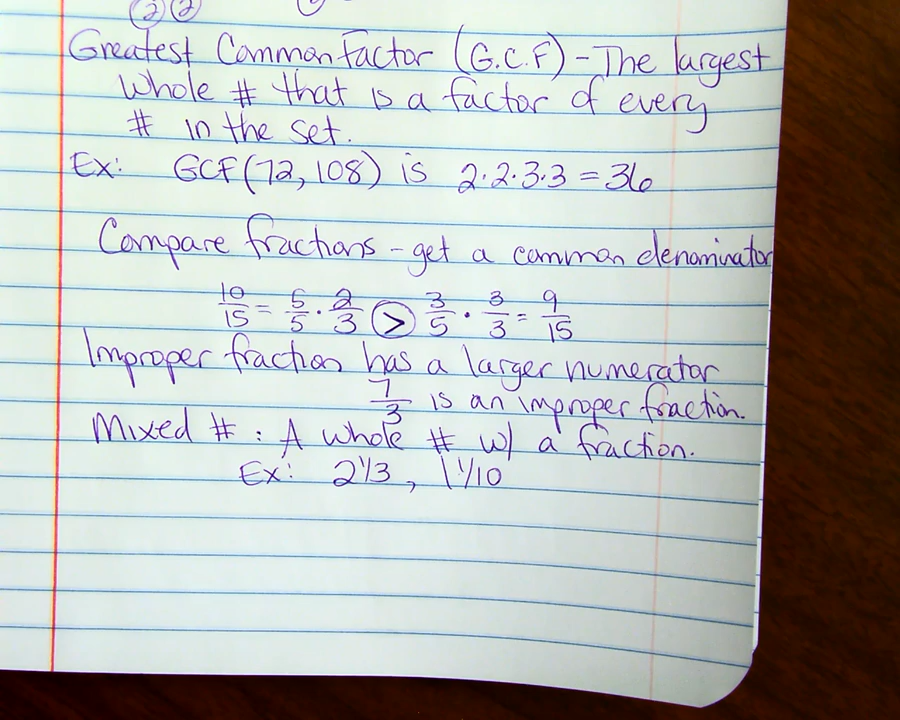 2 2
Greatest Common Factor (G.C.F) - The largest
whole # that is a factor of every
# in the set.
Ex: GCF(72, 108) is 2·2·3·3 = 36
Compare fractions - get a common denominator
10/15 = 5/5 · 2/3 > 3/5 · 3/3 = 9/15
Improper fraction has a larger numerator
7/3 is an improper fraction.
Mixed # : A whole # w/ a fraction.
Ex: 2 1/3, 1 1/10